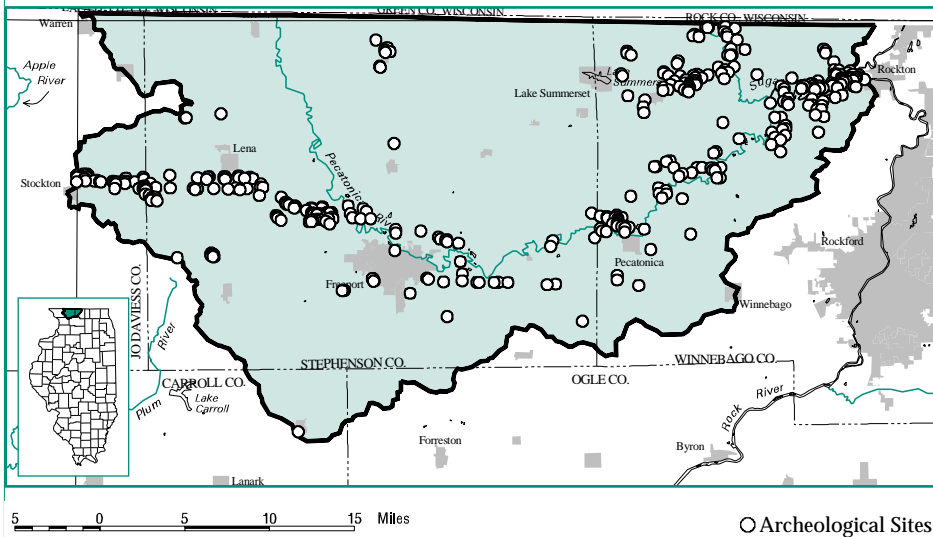 GREEN CO., WISCONSIN
ROCK CO., WISCONSIN
Warren
Apple
River
Rockton
Lake Summerset
Lena
Pecatonica
River
Stockton
Rockford
Freeport
Pecatonica
Winnebago
JO DAVIESS CO.
River
Plum
STEPHENSON CO.
WINNEBAGO CO.
CARROLL CO.
OGLE CO.
Lake
Carroll
Rock River
Forreston
Byron
Lanark
5 0 5 10 15 Miles
Archeological Sites